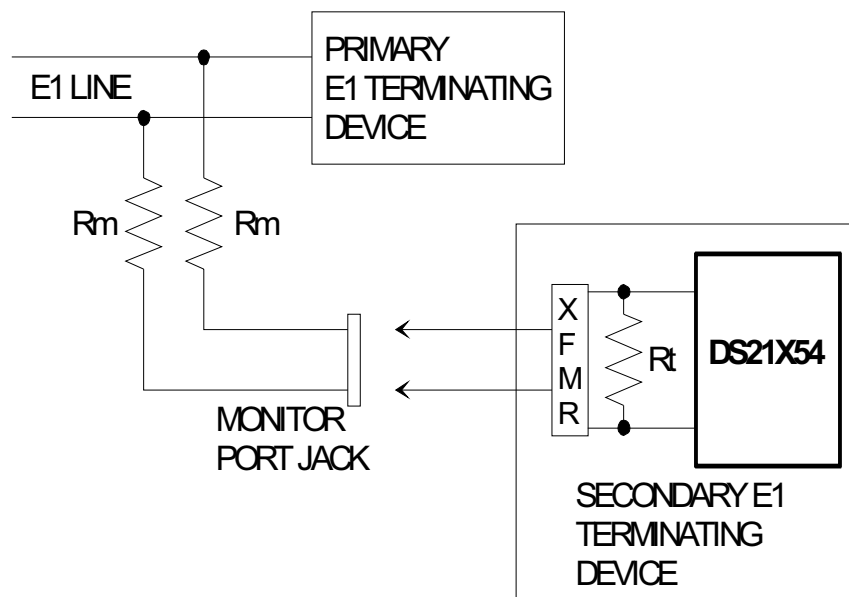 PRIMARY
E1 TERMINATING
DEVICE
E1 LINE
Rm
Rm
X
F
M
R
Rt
DS21X54
MONITOR
PORT JACK
SECONDARY E1
TERMINATING
DEVICE